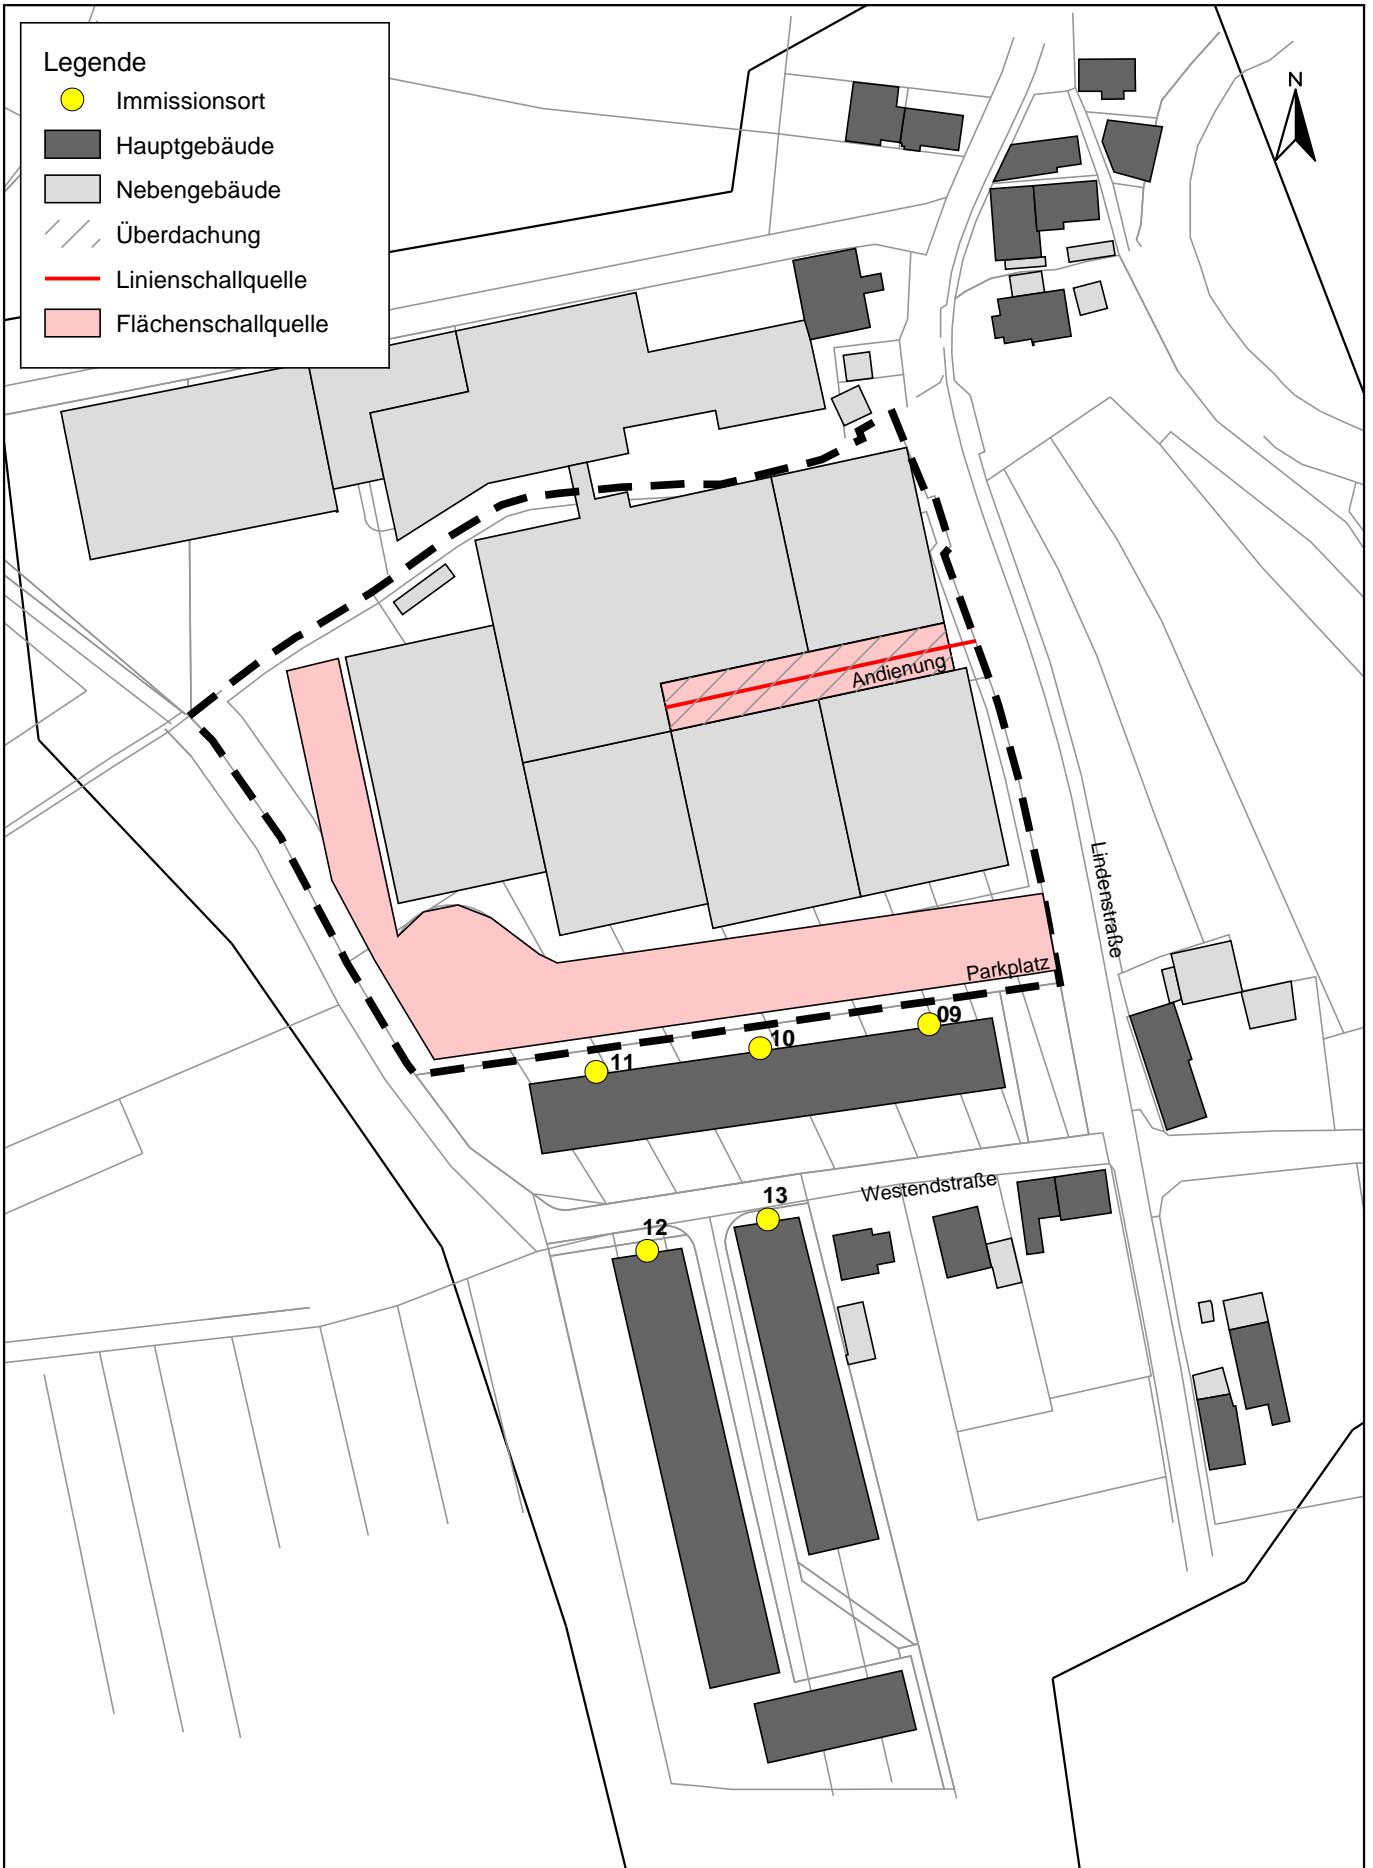 Legende
Immissionsort
Hauptgebäude
Nebengebäude
Überdachung
Linienschallquelle
Flächenschallquelle
N
Andienung
Lindenstraße
Parkplatz
09
10
11
Westendstraße
13
12